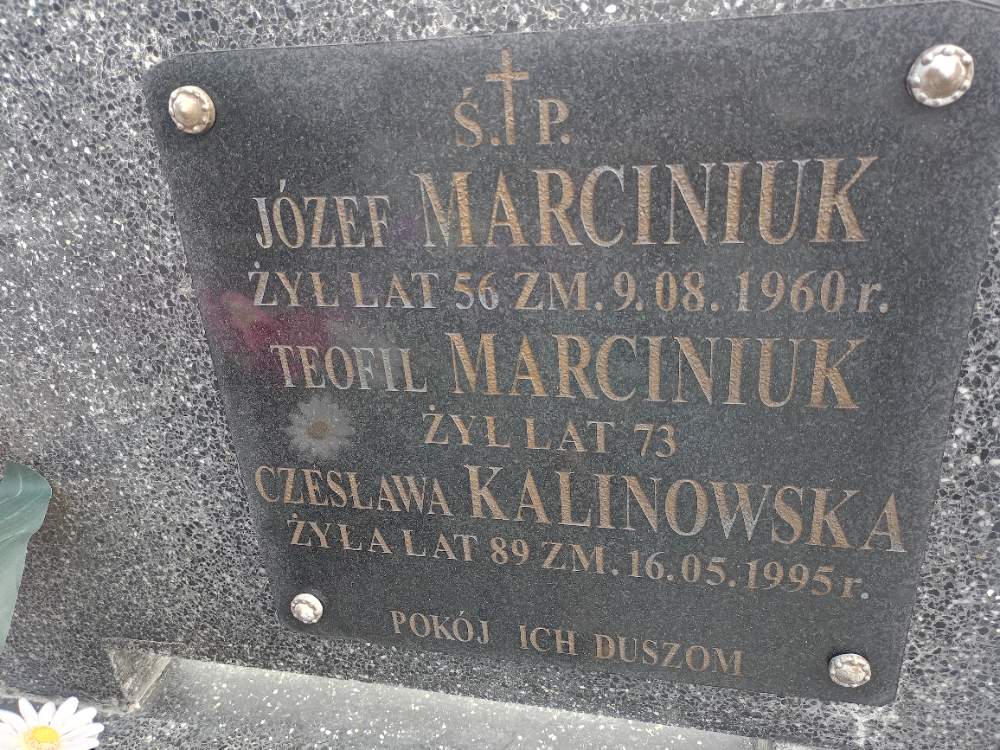 Ś.†P.
JÓZEF MARCINIUK
ŻYŁ LAT 56 ZM. 9.08.1960 r.
TEOFIL MARCINIUK
ŻYŁ LAT 73
CZESŁAWA KALINOWSKA
ŻYŁA LAT 89 ZM. 16.05.1995 r.
POKÓJ ICH DUSZOM